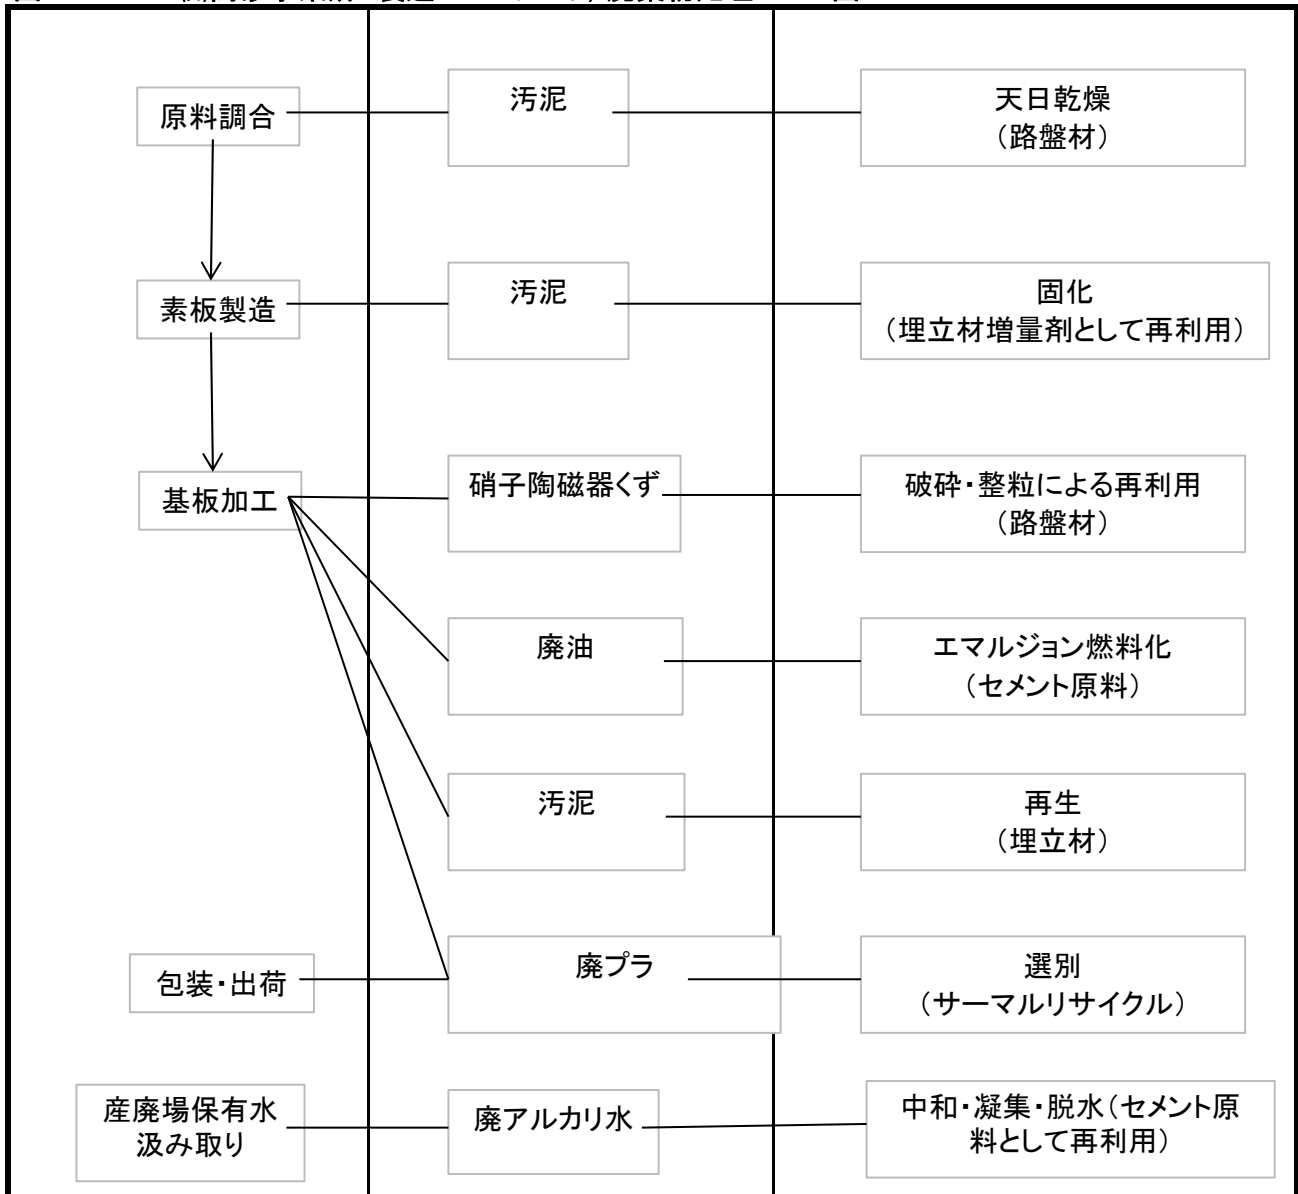 原料調合
汚泥
天日乾燥
(路盤材)
素板製造
汚泥
固化
(埋立材増量剤として再利用)
基板加工
硝子陶磁器くず
破砕・整粒による再利用
(路盤材)
廃油
エマルジョン燃料化
(セメント原料)
汚泥
再生
(埋立材)
包装・出荷
廃プラ
選別
(サーマルリサイクル)
産廃場保有水
汲み取り
廃アルカリ水
中和・凝集・脱水(セメント原
料として再利用)